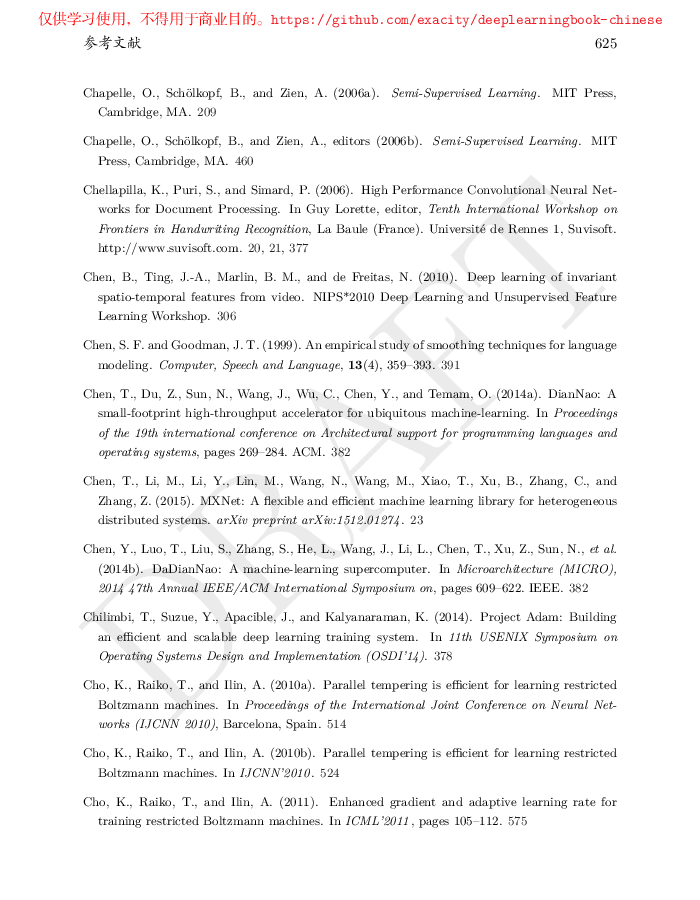 仅供学习使用，不得用于商业目的。https://github.com/exacity/deeplearningbook-chinese
参考文献 625
Chapelle, O., Schölkopf, B., and Zien, A. (2006a). Semi-Supervised Learning. MIT Press,
Cambridge, MA. 209
Chapelle, O., Schölkopf, B., and Zien, A., editors (2006b). Semi-Supervised Learning. MIT
Press, Cambridge, MA. 460
Chellapilla, K., Puri, S., and Simard, P. (2006). High Performance Convolutional Neural Net-
works for Document Processing. In Guy Lorette, editor, Tenth International Workshop on
Frontiers in Handwriting Recognition, La Baule (France). Université de Rennes 1, Suvisoft.
http://www.suvisoft.com. 20, 21, 377
Chen, B., Ting, J.-A., Marlin, B. M., and de Freitas, N. (2010). Deep learning of invariant
spatio-temporal features from video. NIPS*2010 Deep Learning and Unsupervised Feature
Learning Workshop. 306
Chen, S. F. and Goodman, J. T. (1999). An empirical study of smoothing techniques for language
modeling. Computer, Speech and Language, 13(4), 359–393. 391
Chen, T., Du, Z., Sun, N., Wang, J., Wu, C., Chen, Y., and Temam, O. (2014a). DianNao: A
small-footprint high-throughput accelerator for ubiquitous machine-learning. In Proceedings
of the 19th international conference on Architectural support for programming languages and
operating systems, pages 269–284. ACM. 382
Chen, T., Li, M., Li, Y., Lin, M., Wang, N., Wang, M., Xiao, T., Xu, B., Zhang, C., and
Zhang, Z. (2015). MXNet: A flexible and efficient machine learning library for heterogeneous
distributed systems. arXiv preprint arXiv:1512.01274. 23
Chen, Y., Luo, T., Liu, S., Zhang, S., He, L., Wang, J., Li, L., Chen, T., Xu, Z., Sun, N., et al.
(2014b). DaDianNao: A machine-learning supercomputer. In Microarchitecture (MICRO),
2014 47th Annual IEEE/ACM International Symposium on, pages 609–622. IEEE. 382
Chilimbi, T., Suzue, Y., Apacible, J., and Kalyanaraman, K. (2014). Project Adam: Building
an efficient and scalable deep learning training system. In 11th USENIX Symposium on
Operating Systems Design and Implementation (OSDI'14). 378
Cho, K., Raiko, T., and Ilin, A. (2010a). Parallel tempering is efficient for learning restricted
Boltzmann machines. In Proceedings of the International Joint Conference on Neural Net-
works (IJCNN 2010), Barcelona, Spain. 514
Cho, K., Raiko, T., and Ilin, A. (2010b). Parallel tempering is efficient for learning restricted
Boltzmann machines. In IJCNN'2010. 524
Cho, K., Raiko, T., and Ilin, A. (2011). Enhanced gradient and adaptive learning rate for
training restricted Boltzmann machines. In ICML'2011, pages 105–112. 575
DRAFT